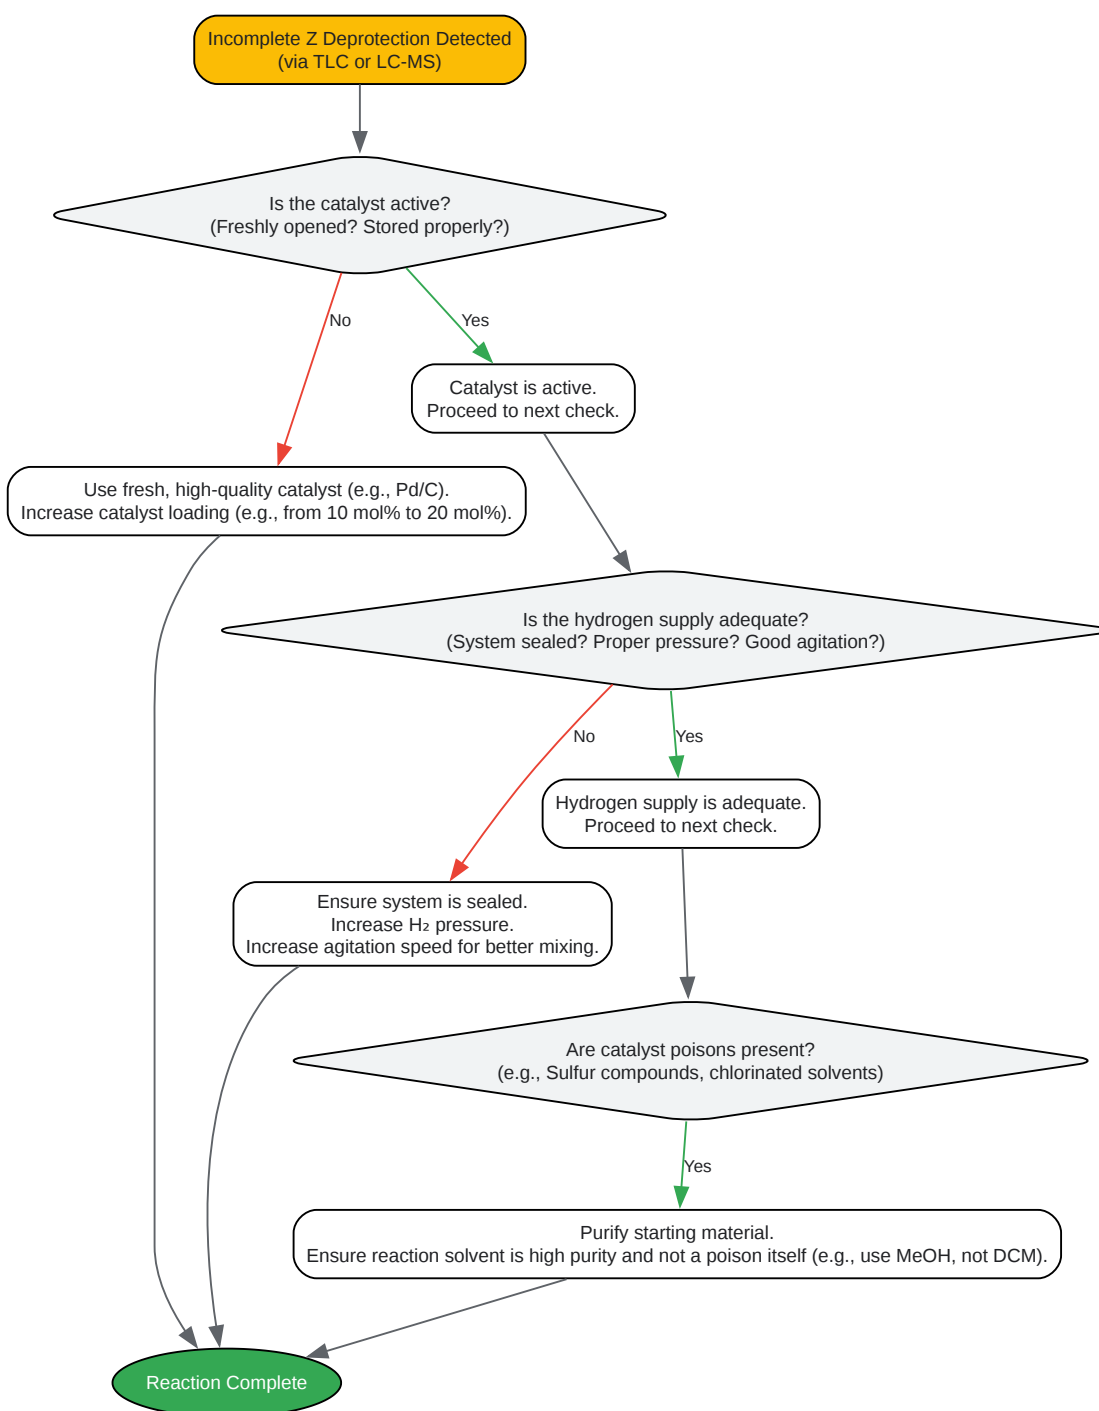 Incomplete Z Deprotection Detected
(via TLC or LC-MS)
Is the catalyst active?
(Freshly opened? Stored properly?)
No
Yes
Catalyst is active.
Proceed to next check.
Use fresh, high-quality catalyst (e.g., Pd/C).
Increase catalyst loading (e.g., from 10 mol% to 20 mol%).
Is the hydrogen supply adequate?
(System sealed? Proper pressure? Good agitation?)
No
Yes
Hydrogen supply is adequate.
Proceed to next check.
Ensure system is sealed.
Increase H₂ pressure.
Increase agitation speed for better mixing.
Are catalyst poisons present?
(e.g., Sulfur compounds, chlorinated solvents)
Yes
Purify starting material.
Ensure reaction solvent is high purity and not a poison itself (e.g., use MeOH, not DCM).
Reaction Complete